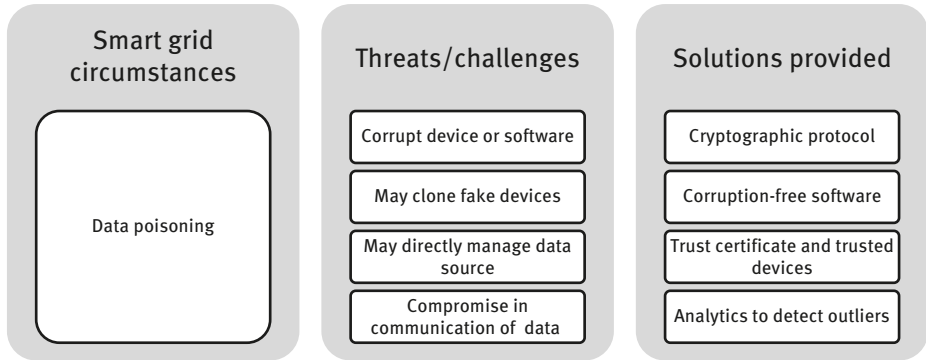 Smart grid
circumstances
Data poisoning
Threats/challenges
Corrupt device or software
May clone fake devices
May directly manage data
source
Compromise in
communication of data
Solutions provided
Cryptographic protocol
Corruption-free software
Trust certificate and trusted
devices
Analytics to detect outliers